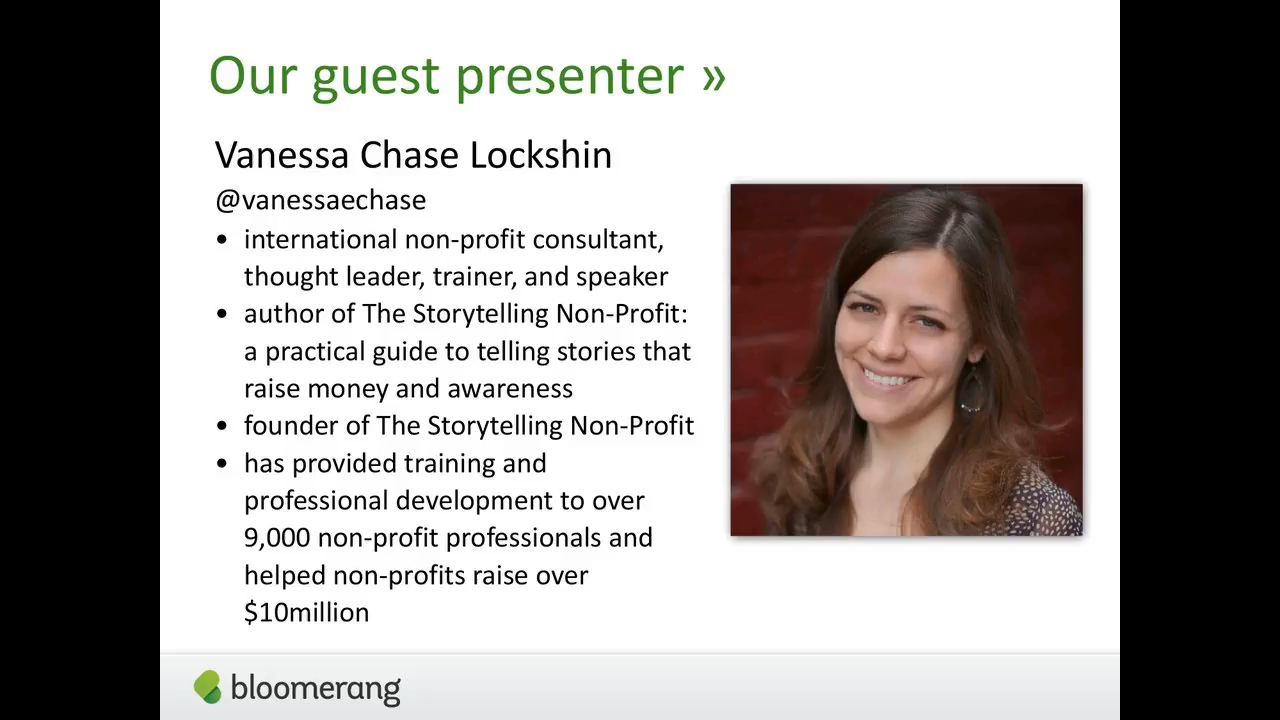 Our guest presenter »
Vanessa Chase Lockshin
@vanessaechase
• international non-profit consultant,
thought leader, trainer, and speaker
• author of The Storytelling Non-Profit:
a practical guide to telling stories that
raise money and awareness
• founder of The Storytelling Non-Profit
• has provided training and
professional development to over
9,000 non-profit professionals and
helped non-profits raise over
$10million
bloomerang